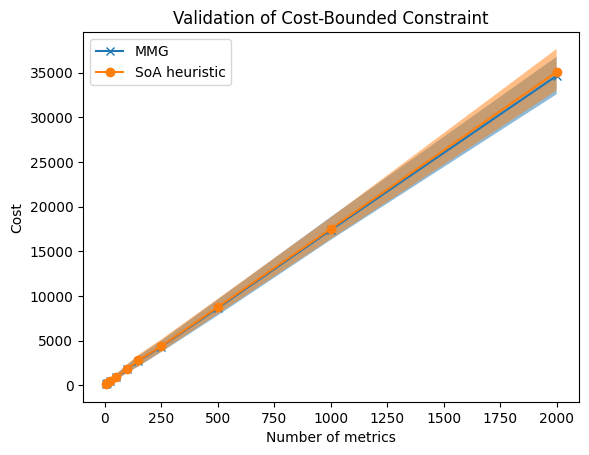 Validation of Cost-Bounded Constraint
MMG
SoA heuristic
35000
30000
25000
20000
15000
10000
5000
0
Cost
0 250 500 750 1000 1250 1500 1750 2000
Number of metrics